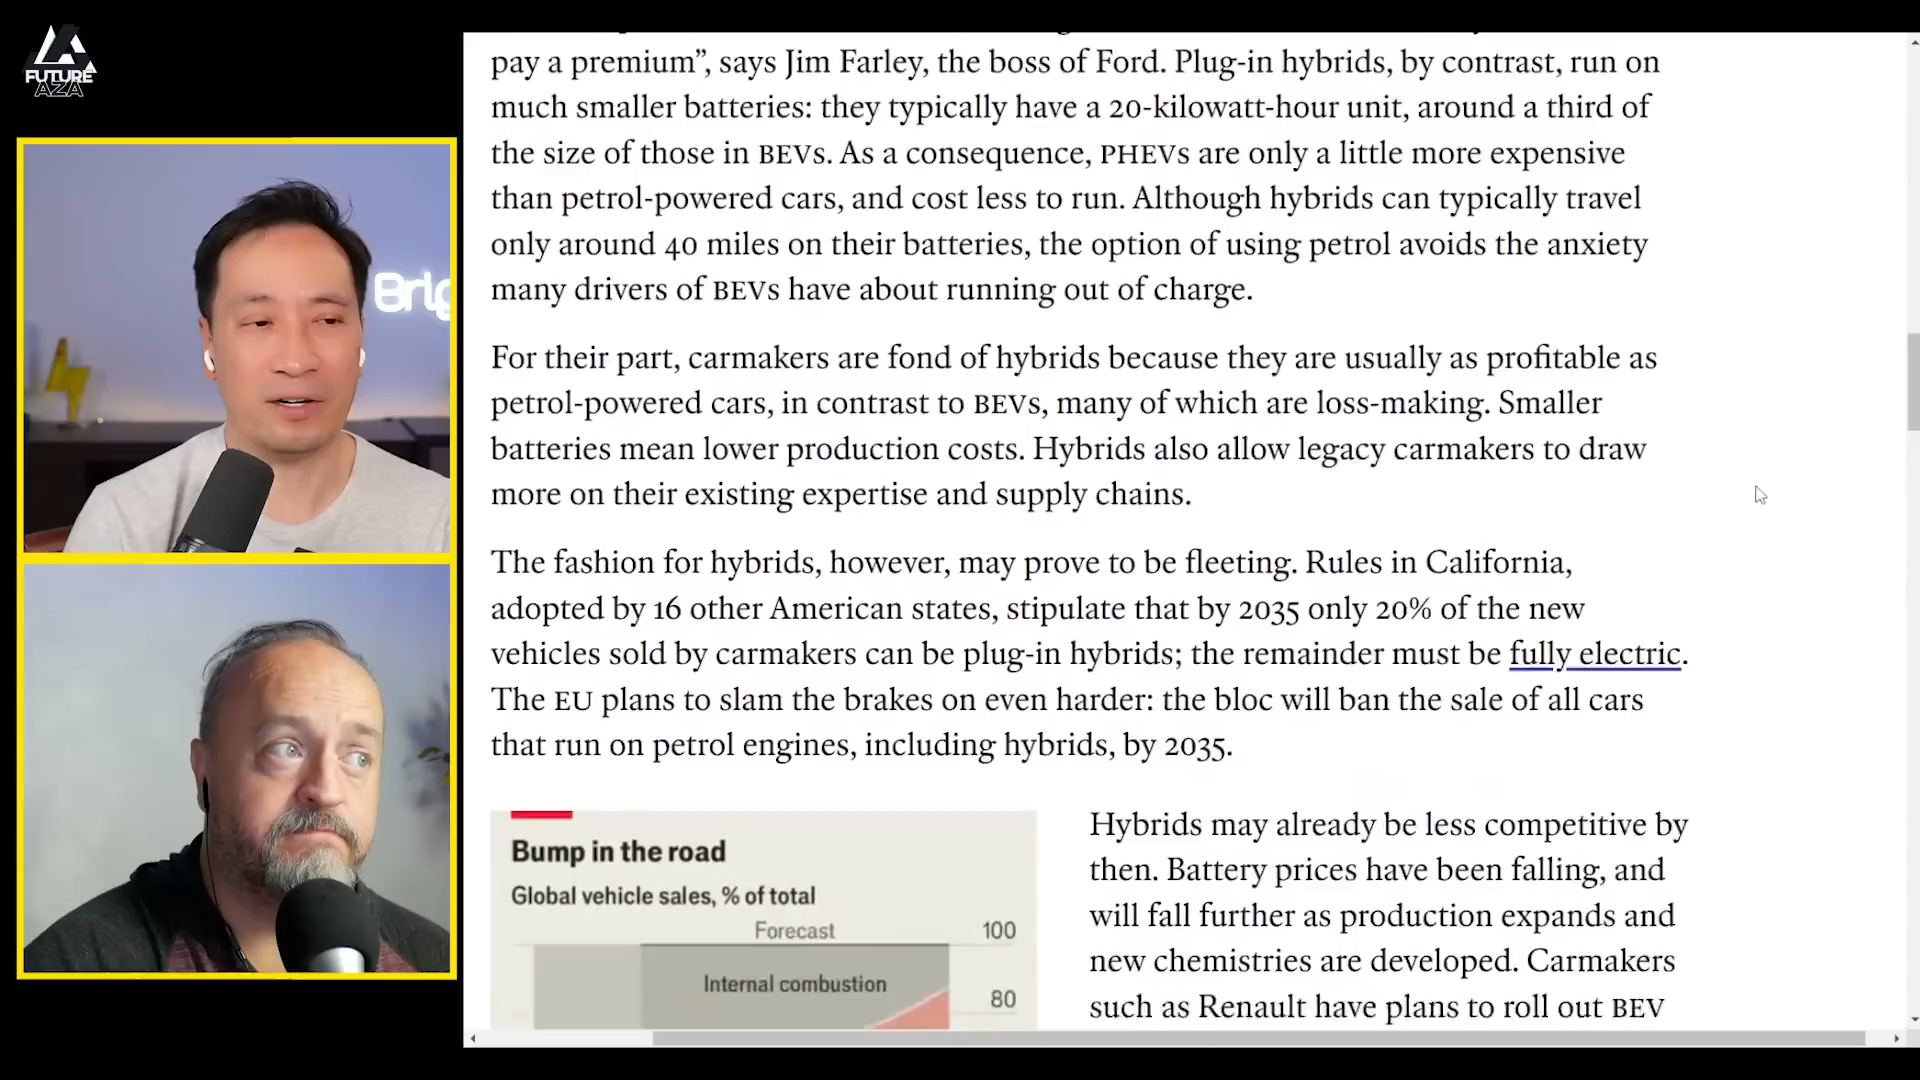 FUTURE
AZA
Brig
pay a premium”, says Jim Farley, the boss of Ford. Plug-in hybrids, by contrast, run on
much smaller batteries: they typically have a 20-kilowatt-hour unit, around a third of
the size of those in BEVs. As a consequence, PHEVs are only a little more expensive
than petrol-powered cars, and cost less to run. Although hybrids can typically travel
only around 40 miles on their batteries, the option of using petrol avoids the anxiety
many drivers of BEVs have about running out of charge.
For their part, carmakers are fond of hybrids because they are usually as profitable as
petrol-powered cars, in contrast to BEVs, many of which are loss-making. Smaller
batteries mean lower production costs. Hybrids also allow legacy carmakers to draw
more on their existing expertise and supply chains.
The fashion for hybrids, however, may prove to be fleeting. Rules in California,
adopted by 16 other American states, stipulate that by 2035 only 20% of the new
vehicles sold by carmakers can be plug-in hybrids; the remainder must be fully electric.
The EU plans to slam the brakes on even harder: the bloc will ban the sale of all cars
that run on petrol engines, including hybrids, by 2035.
Bump in the road
Global vehicle sales, % of total
Forecast
100
Internal combustion
80
Hybrids may already be less competitive by
then. Battery prices have been falling, and
will fall further as production expands and
new chemistries are developed. Carmakers
such as Renault have plans to roll out BEV